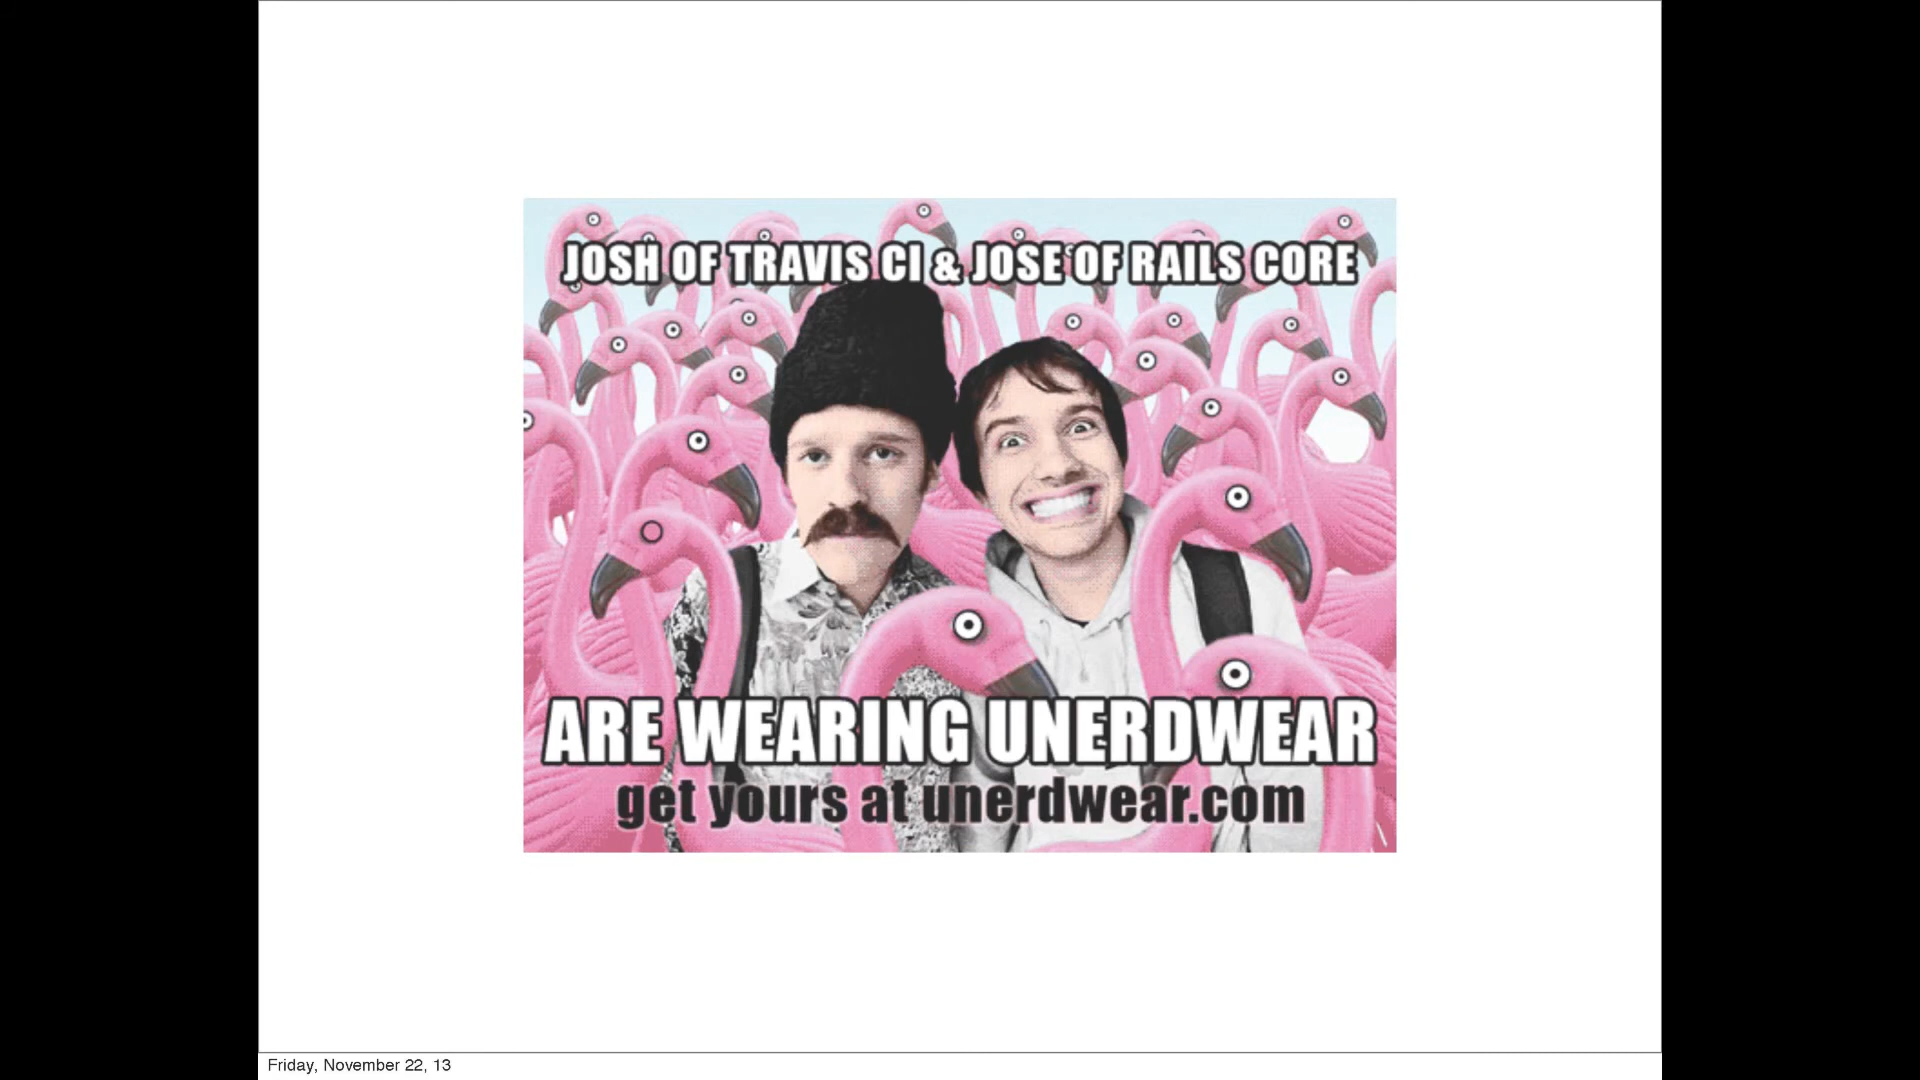 JOSH OF TRAVIS CI & JOSE OF RAILS CORE
ARE WEARING UNERDWEAR
get yours at unerdwear.com
Friday, November 22, 13